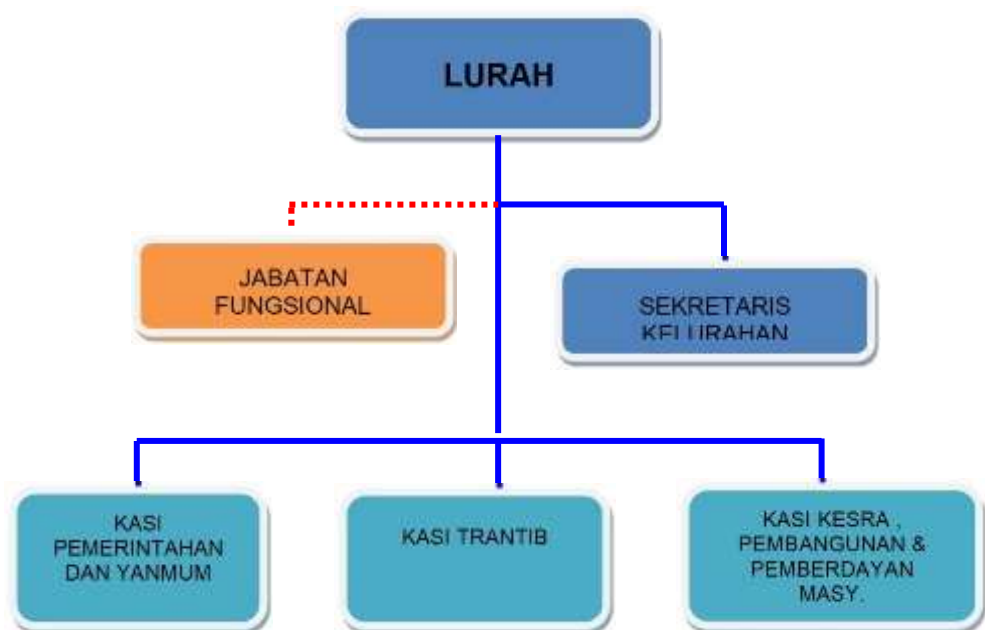 LURAH
JABATAN
FUNGSIONAL
SEKRETARIS
KELURAHAN
KASI
PEMERINTAHAN
DAN YANMUM
KASI TRANTIB
KASI KESRA ,
PEMBANGUNAN &
PEMBERDAYAN
MASY.